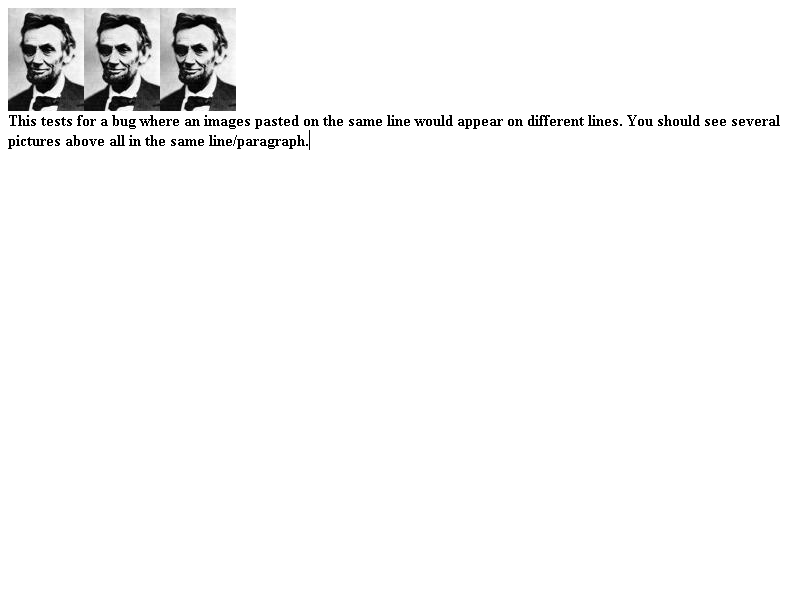 This tests for a bug where an images pasted on the same line would appear on different lines. You should see several
pictures above all in the same line/paragraph.